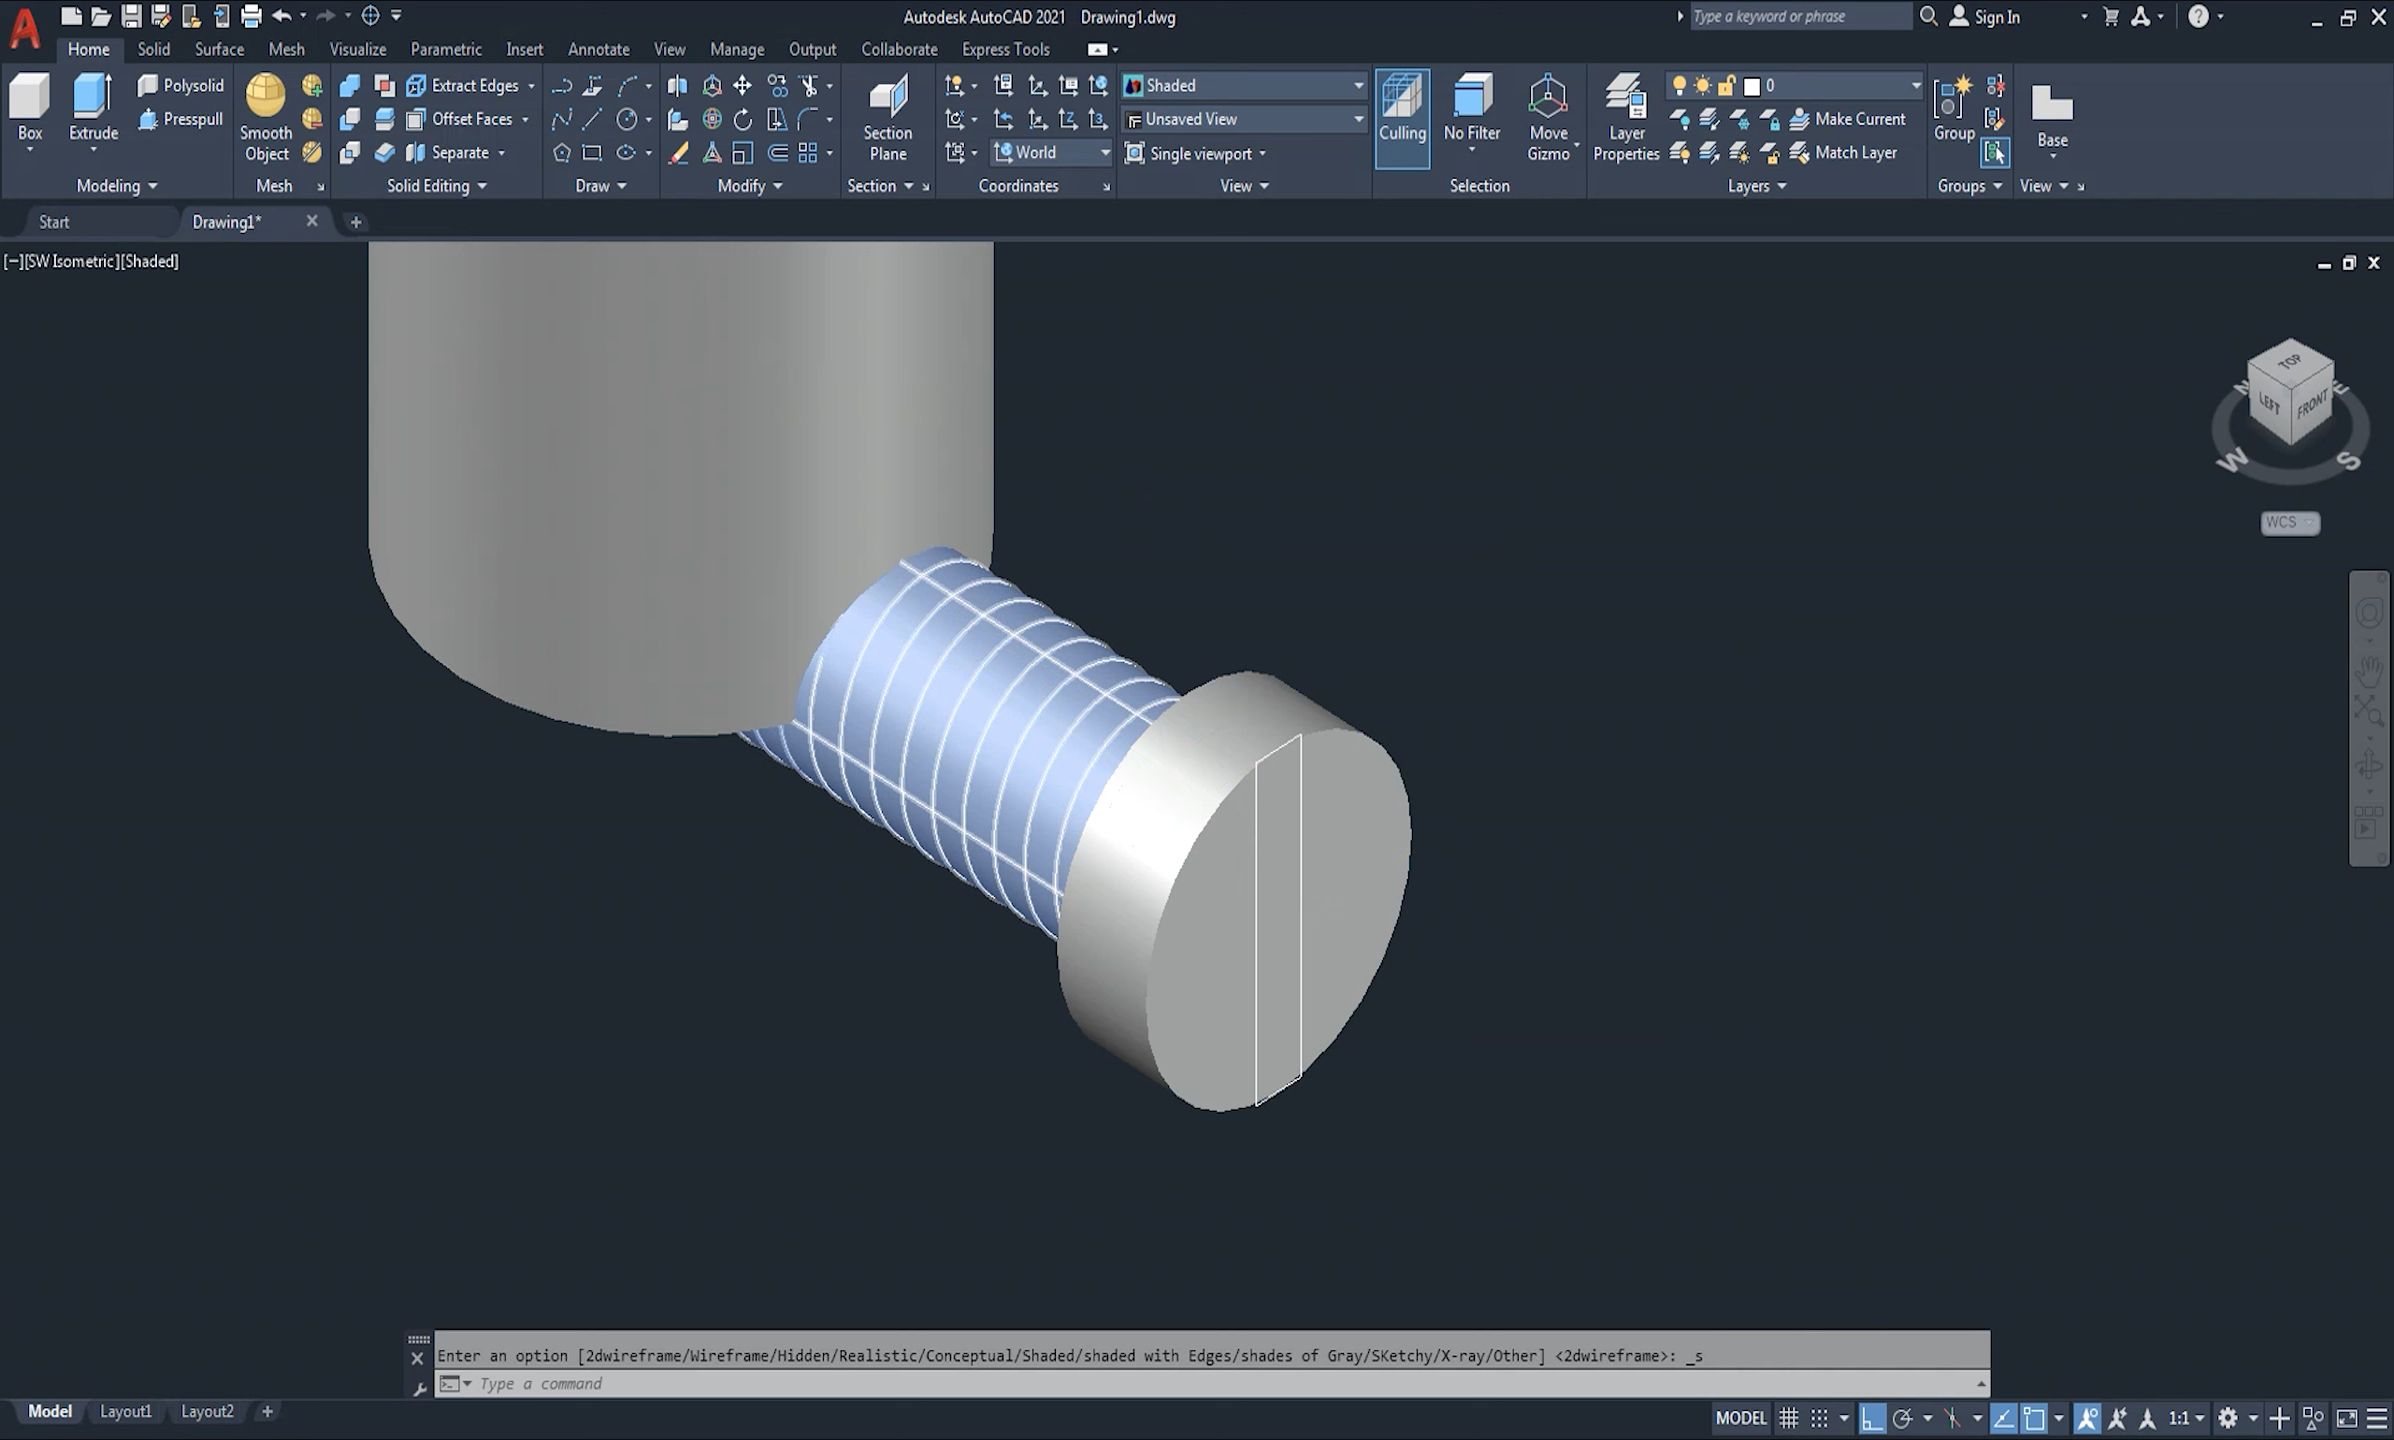 Autodesk AutoCAD 2021 Drawing1.dwg
Type a keyword or phrase
Sign In
Home Solid Surface Mesh Visualize Parametric Insert Annotate View Manage Output Collaborate Express Tools
Box
Extrude
Polysolid
Presspull
Modeling
Smooth
Object
Mesh
Extract Edges
Offset Faces
Separate
Solid Editing
Draw
Modify
Section
Plane
Section
World
Coordinates
Shaded
Unsaved View
Single viewport
View
Culling
No Filter
Move
Gizmo
Selection
Layer
Properties
0
Make Current
Match Layer
Layers
Group
Groups
Base
View
Start
Drawing1*
[−][SW Isometric][Shaded]
TOP
LEFT
FRONT
N
E
W
S
WCS
Enter an option [2dwireframe/Wireframe/Hidden/Realistic/Conceptual/Shaded/shaded with Edges/shades of Gray/SKetchy/X-ray/Other] <2dwireframe>: _s
Type a command
Model Layout1 Layout2
MODEL
1:1